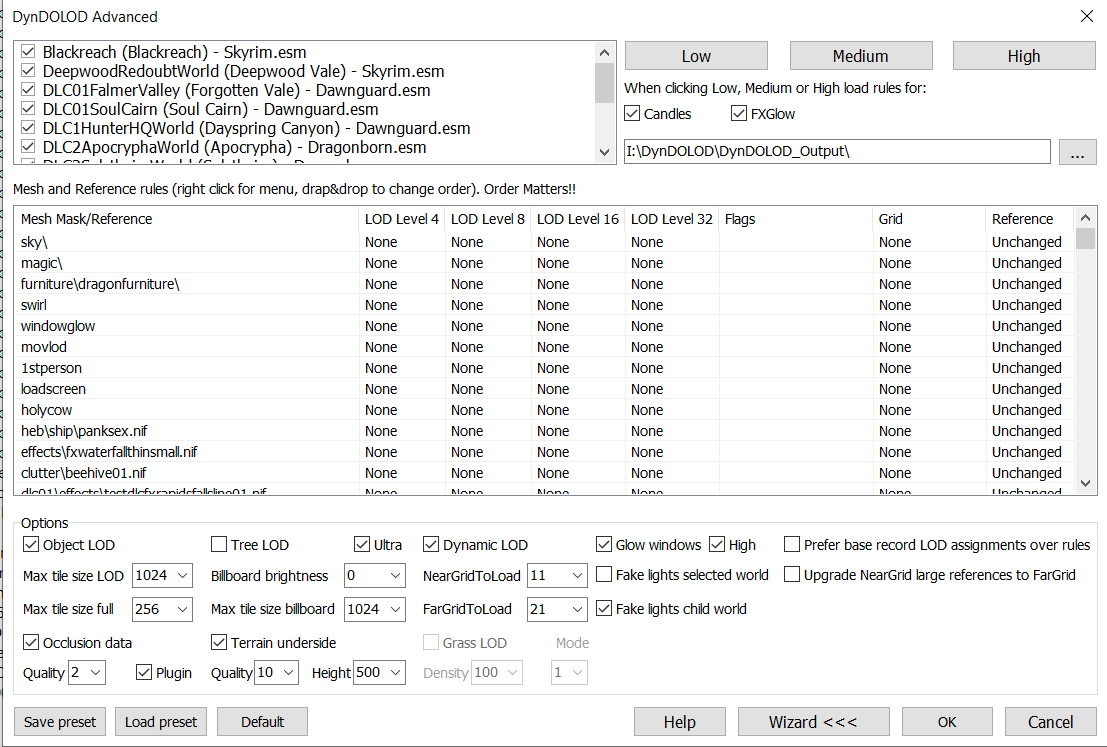 DynDOLOD Advanced
Blackreach (Blackreach) - Skyrim.esm
DeepwoodRedoubtWorld (Deepwood Vale) - Skyrim.esm
DLC01FalmerValley (Forgotten Vale) - Dawnguard.esm
DLC01SoulCairn (Soul Cairn) - Dawnguard.esm
DLC1HunterHQWorld (Dayspring Canyon) - Dawnguard.esm
DLC2ApocryphaWorld (Apocrypha) - Dragonborn.esm
Low Medium High
When clicking Low, Medium or High load rules for:
Candles FXGlow
I:\DynDOLOD\DynDOLOD_Output\ ...
Mesh and Reference rules (right click for menu, drap&drop to change order). Order Matters!!
Mesh Mask/Reference LOD Level 4 LOD Level 8 LOD Level 16 LOD Level 32 Flags Grid Reference
sky\ None None None None None Unchanged
magic\ None None None None None Unchanged
furniture\dragonfurniture\ None None None None None Unchanged
swirl None None None None None Unchanged
windowglow None None None None None Unchanged
movlod None None None None None Unchanged
1stperson None None None None None Unchanged
loadscreen None None None None None Unchanged
holycow None None None None None Unchanged
heb\ship\panksex.nif None None None None None Unchanged
effects\fxwaterfallthinsmall.nif None None None None None Unchanged
clutter\beehive01.nif None None None None None Unchanged
None None None None None Unchanged
Options
Object LOD Tree LOD Ultra Dynamic LOD Glow windows High Prefer base record LOD assignments over rules
Max tile size LOD 1024 Billboard brightness 0 NearGridToLoad 11 Fake lights selected world Upgrade NearGrid large references to FarGrid
Max tile size full 256 Max tile size billboard 1024 FarGridToLoad 21 Fake lights child world
Occlusion data Terrain underside Grass LOD Mode
Quality 2 Plugin Quality 10 Height 500 Density 100 1
Save preset Load preset Default Help Wizard <<< OK Cancel